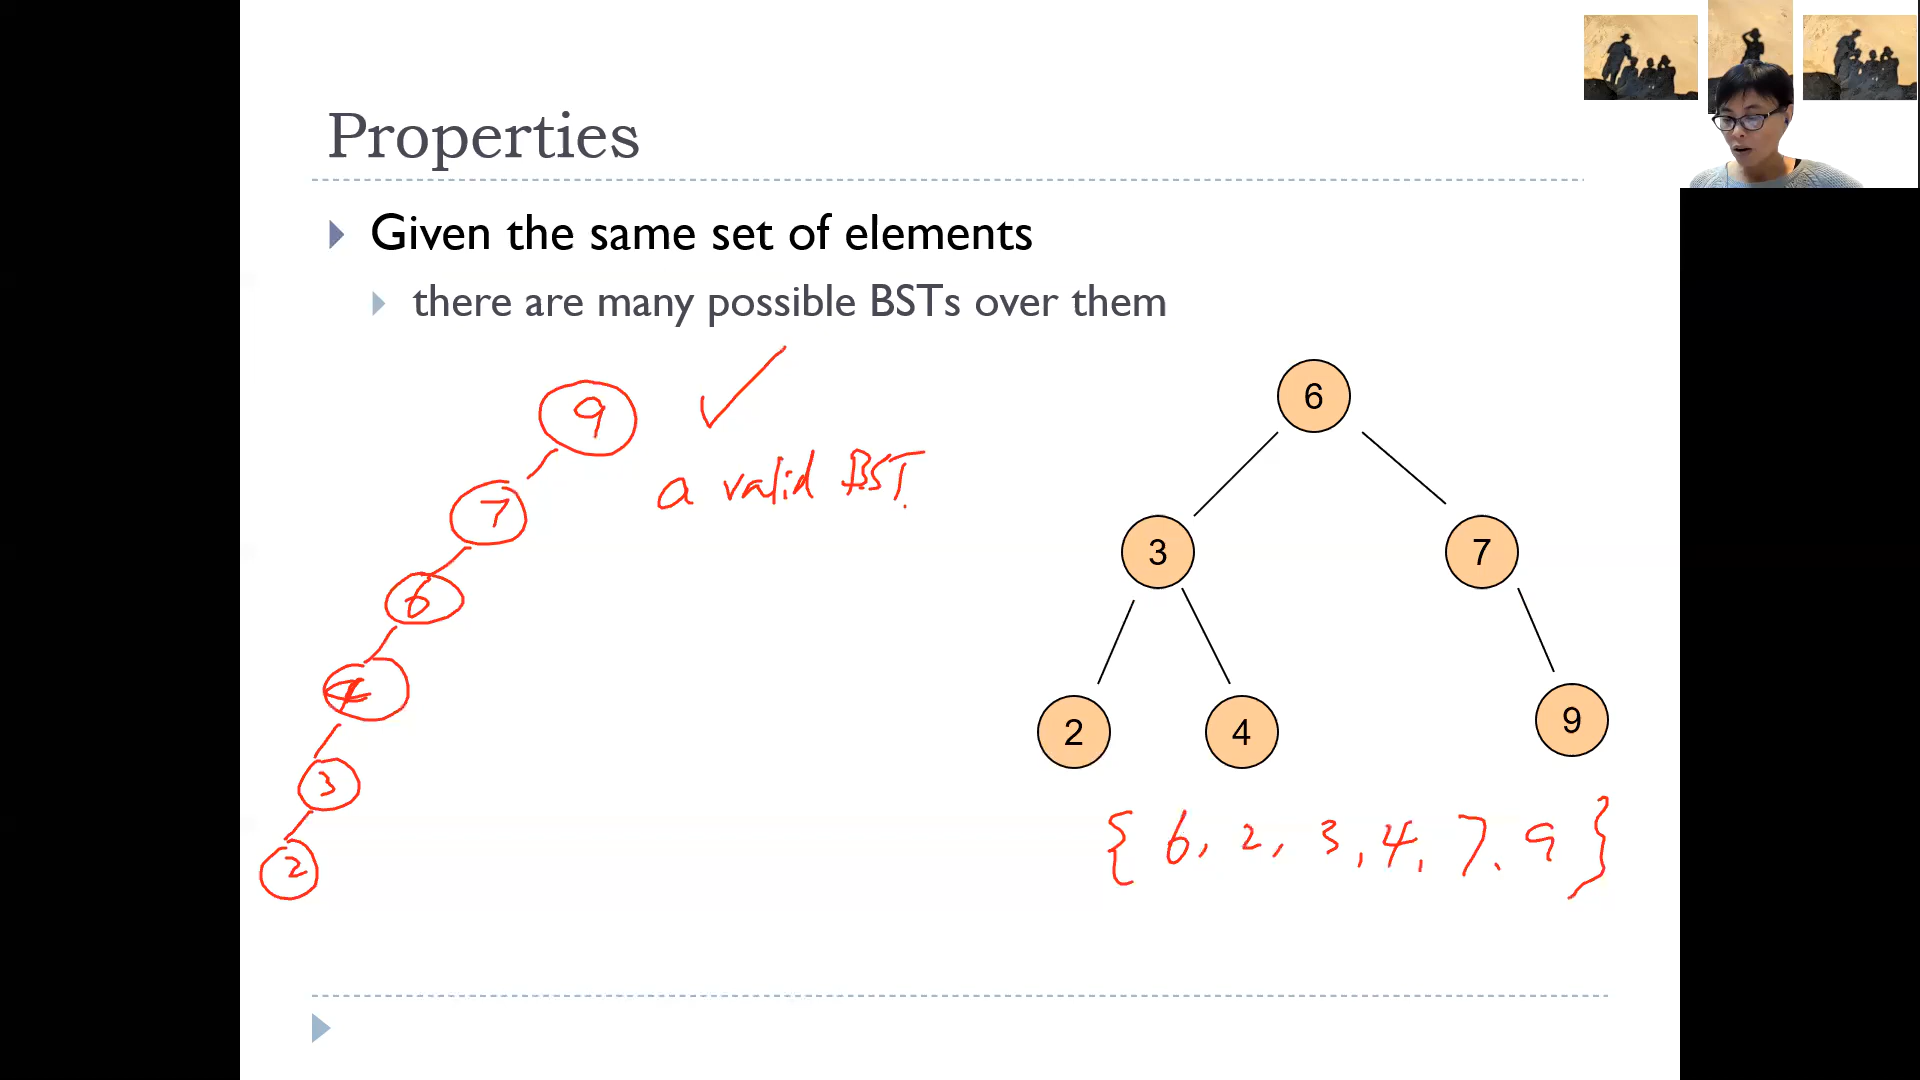 Properties
Given the same set of elements
there are many possible BSTs over them
9
a valid BST.
7
6
4
3
2
6
3
7
2
4
9
{ 6, 2, 3, 4, 7, 9 }